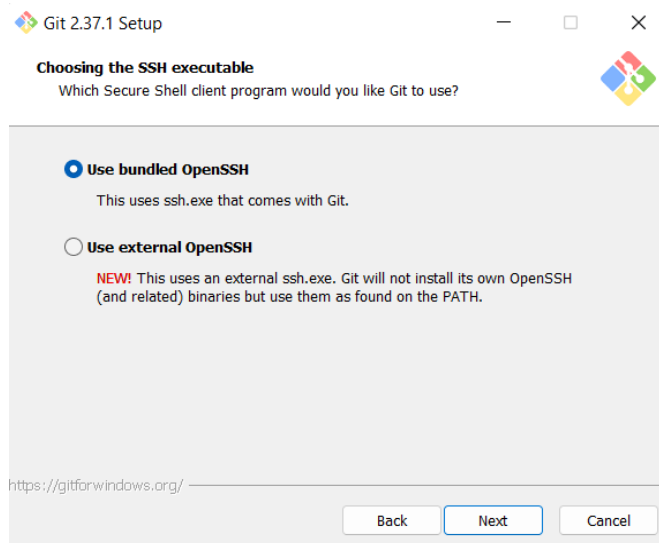 Git 2.37.1 Setup
Choosing the SSH executable
Which Secure Shell client program would you like Git to use?
Use bundled OpenSSH
This uses ssh.exe that comes with Git.
Use external OpenSSH
NEW! This uses an external ssh.exe. Git will not install its own OpenSSH
(and related) binaries but use them as found on the PATH.
https://gitforwindows.org/
Back Next Cancel